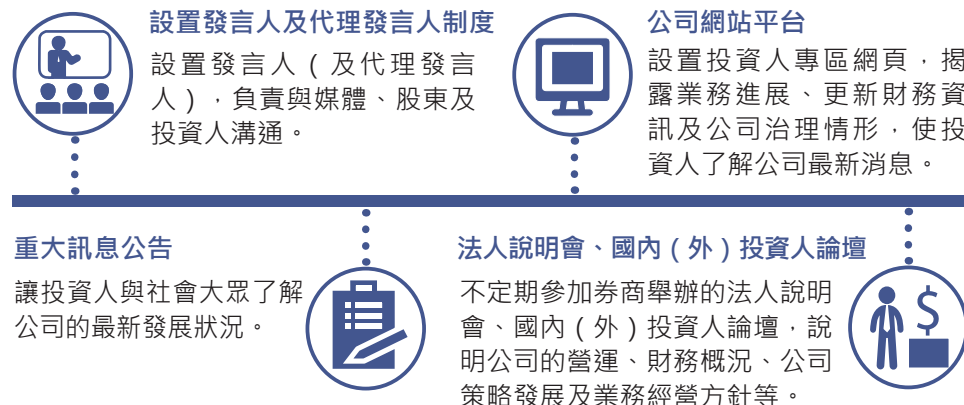 設置發言人及代理發言人制度
設置發言人（及代理發言
人），負責與媒體、股東及
投資人溝通。
公司網站平台
設置投資人專區網頁，揭
露業務進展、更新財務資
訊及公司治理情形，使投
資人了解公司最新消息。
重大訊息公告
讓投資人與社會大眾了解
公司的最新發展狀況。
法人說明會、國內（外）投資人論壇
不定期參加券商舉辦的法人說明
會、國內（外）投資人論壇，說
明公司的營運、財務概況、公司
策略發展及業務經營方針等。
$